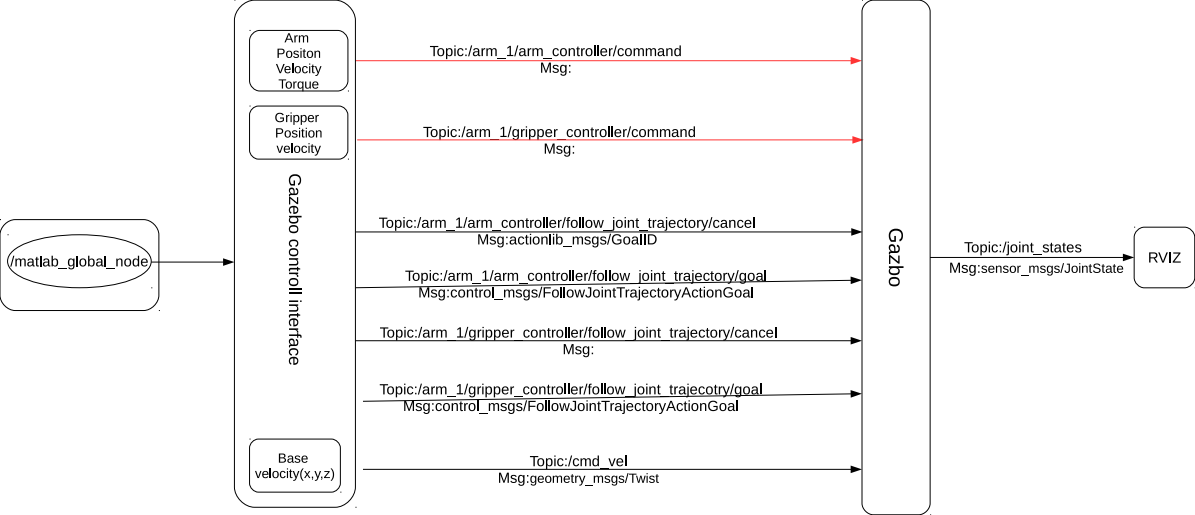 /matlab_global_node
Gazebo controll interface
Arm
Positon
Velocity
Torque
Gripper
Position
velocity
Base
velocity(x,y,z)
Topic:/arm_1/arm_controller/command
Msg:
Topic:/arm_1/gripper_controller/command
Msg:
Topic:/arm_1/arm_controller/follow_joint_trajectory/cancel
Msg:actionlib_msgs/GoalID
Topic:/arm_1/arm_controller/follow_joint_trajectory/goal
Msg:control_msgs/FollowJointTrajectoryActionGoal
Topic:/arm_1/gripper_controller/follow_joint_trajectory/cancel
Msg:
Topic:/arm_1/gripper_controller/follow_joint_trajecotry/goal
Msg:control_msgs/FollowJointTrajectoryActionGoal
Topic:/cmd_vel
Msg:geometry_msgs/Twist
Gazbo
Topic:/joint_states
Msg:sensor_msgs/JointState
RVIZ